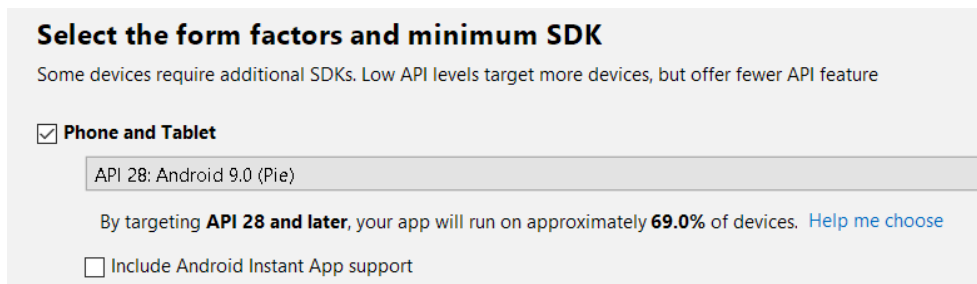 Select the form factors and minimum SDK
Some devices require additional SDKs. Low API levels target more devices, but offer fewer API feature
Phone and Tablet
API 28: Android 9.0 (Pie)
By targeting API 28 and later, your app will run on approximately 69.0% of devices. Help me choose
Include Android Instant App support